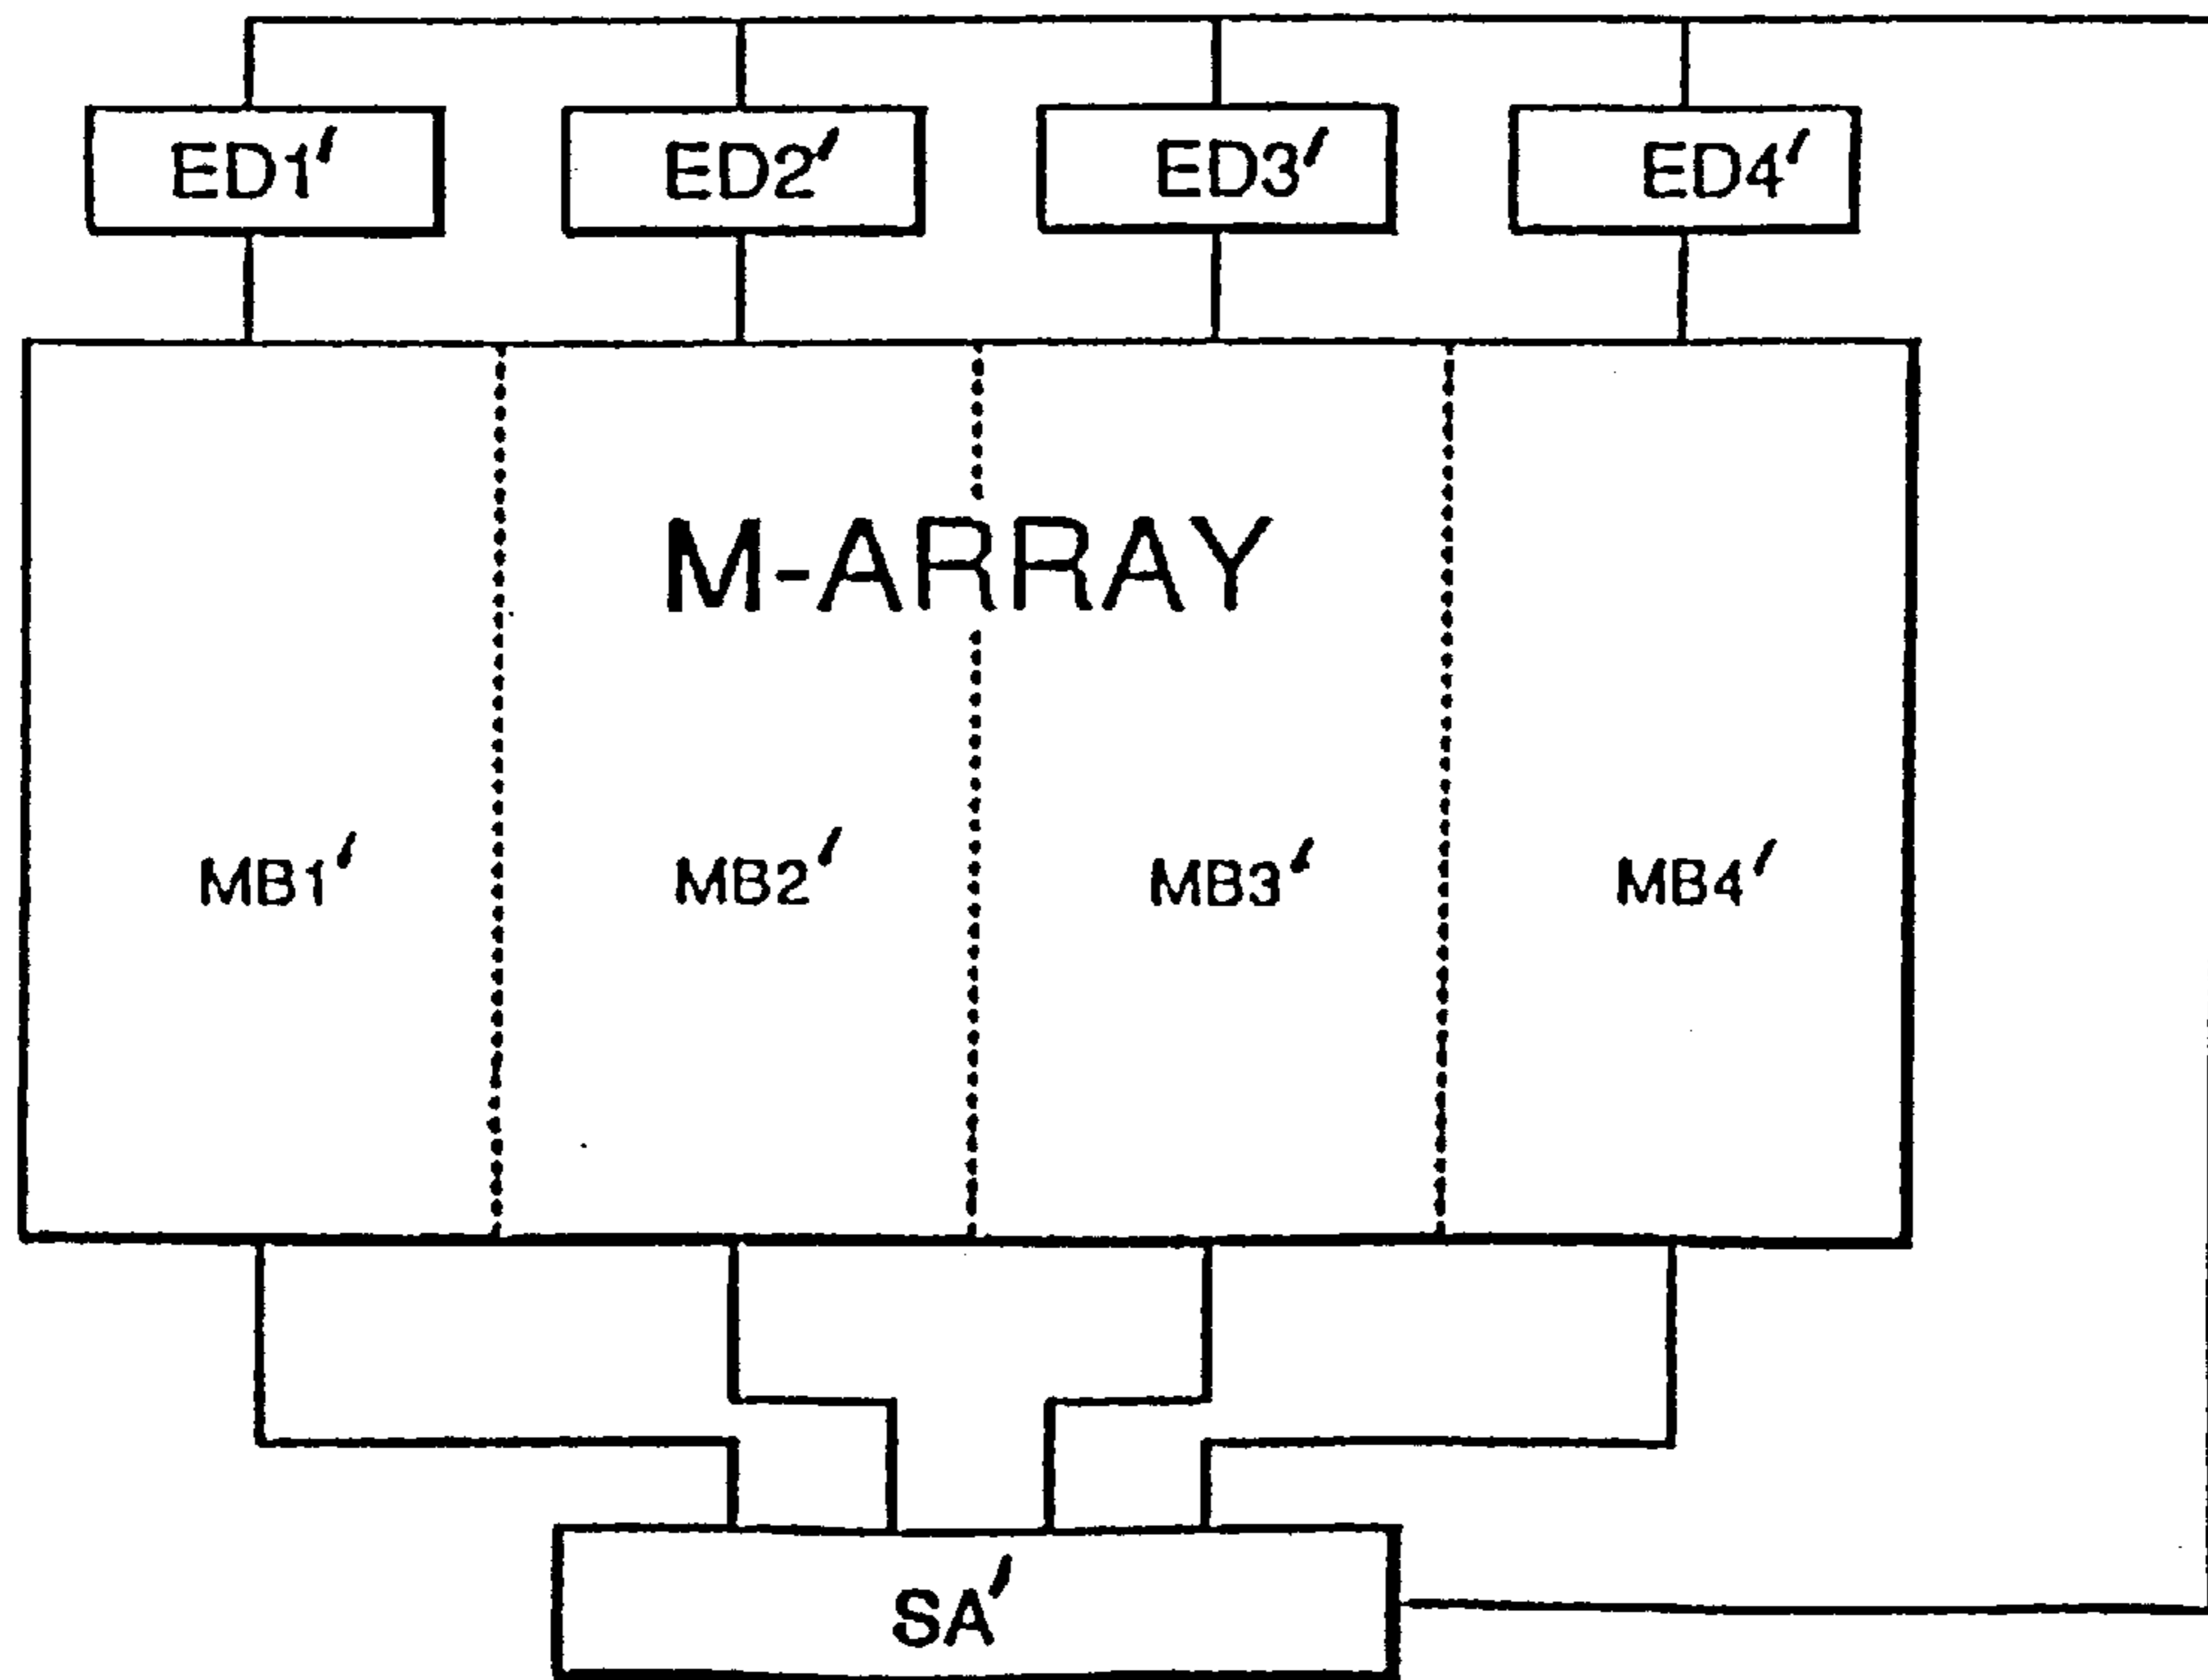 ED1′ ED2′ ED3′ ED4′
M-ARRAY
MB1′ MB2′ MB3′ MB4′
SA′